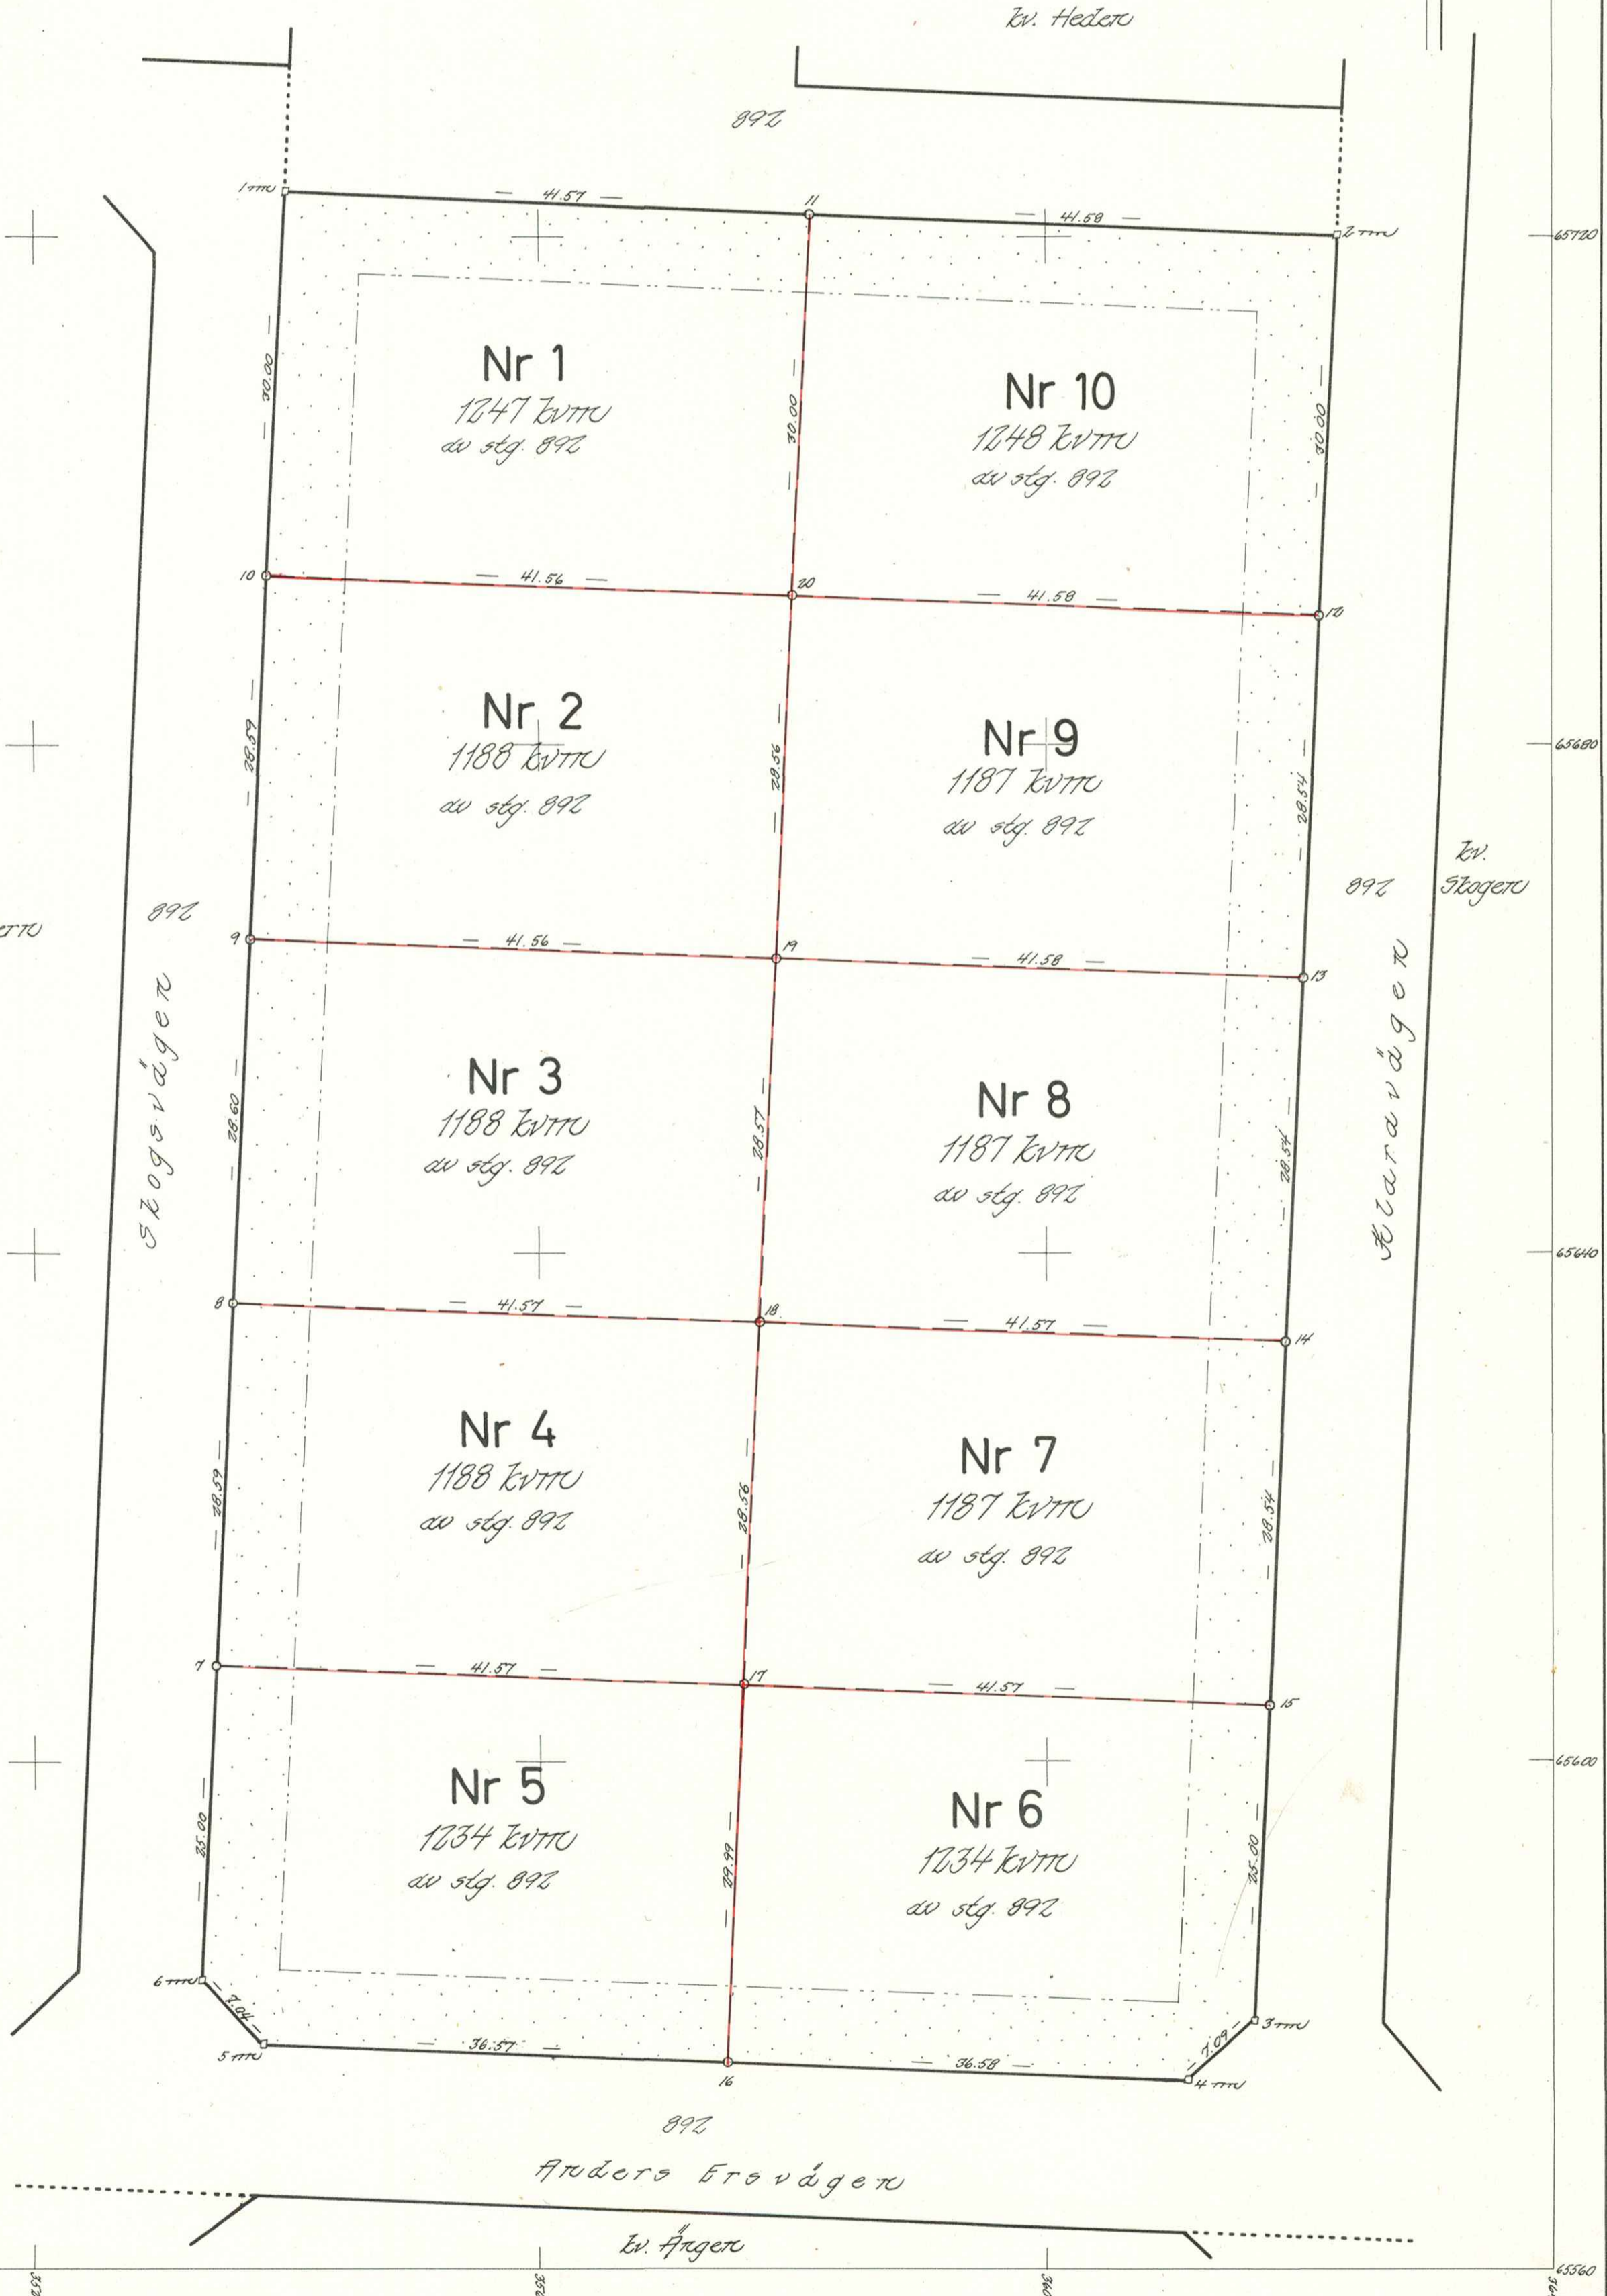 kv. Heden
892
1 m
41.57
11
41.58
2 m
65720
30.00
30.00
30.00
Nr 1
1247 kvm
av stg. 892
Nr 10
1248 kvm
av stg. 892
10
41.56
20
41.58
12
28.59
28.56
28.54
Nr 2
1188 kvm
av stg. 892
Nr 9
1187 kvm
av stg. 892
65680
kv.
Skogen
892
892
9
41.56
19
41.58
13
Skogsvägen
Klaravägen
28.60
28.57
28.54
Nr 3
1188 kvm
av stg. 892
Nr 8
1187 kvm
av stg. 892
65640
8
41.57
18
41.57
14
28.59
28.56
28.54
Nr 4
1188 kvm
av stg. 892
Nr 7
1187 kvm
av stg. 892
7
41.57
17
41.57
15
65600
25.00
29.99
25.00
Nr 5
1234 kvm
av stg. 892
Nr 6
1234 kvm
av stg. 892
6 m
7.04
5 m
36.57
16
36.58
7.09
3 m
4 m
892
Anders Ersvägen
kv. Ängen
65560